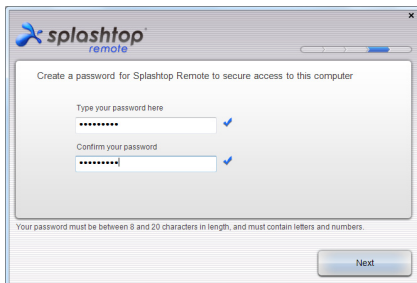 splashtop
remote
Create a password for Splashtop Remote to secure access to this computer
Type your password here
•••••••••
Confirm your password
•••••••••
Your password must be between 8 and 20 characters in length, and must contain letters and numbers.
Next